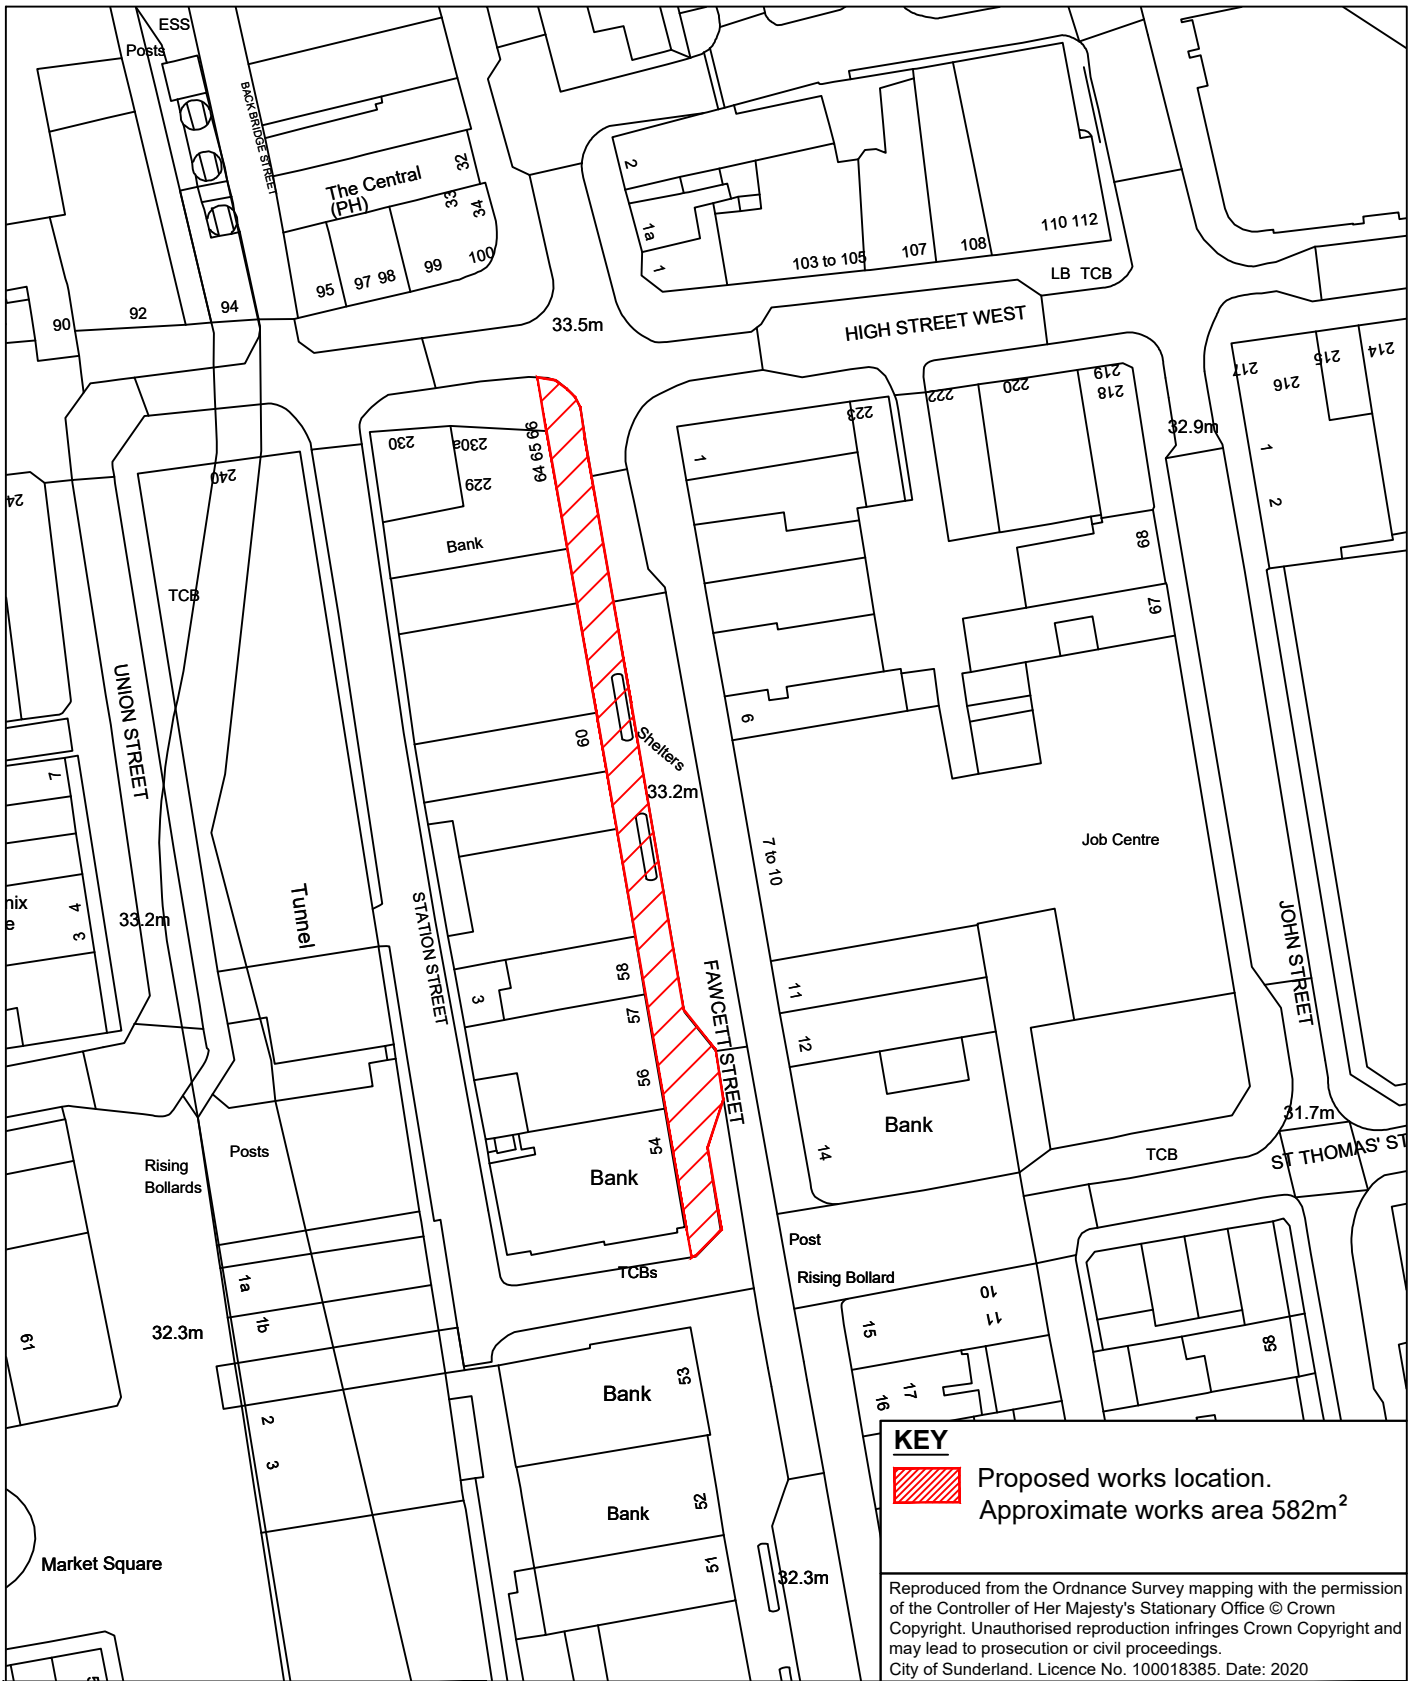 ESS
Posts
BACK BRIDGE STREET
The Central
(PH)
32
33
34
2
1a
1
103 to 105
107
108
110 112
LB TCB
95
97 98
99
100
90
92
94
33.5m
HIGH STREET WEST
217
216
215
214
219
218
220
222
223
32.9m
230
230a
229
64 65 66
1
1
2
240
24
Bank
TCB
68
67
UNION STREET
60
Shelters
6
33.2m
7
7 to 10
Job Centre
nix
e
4
3
33.2m
Tunnel
STATION STREET
58
3
57
FAWCETT STREET
11
JOHN STREET
12
56
54
Bank
14
31.7m
ST THOMAS' ST
TCB
Rising
Bollards
Posts
Bank
Post
Rising Bollard
TCBs
1a
1b
32.3m
61
10
11
15
58
53
Bank
16
17
2
3
52
Bank
51
32.3m
Market Square
KEY
Proposed works location.
Approximate works area 582m²
Reproduced from the Ordnance Survey mapping with the permission
of the Controller of Her Majesty's Stationary Office © Crown
Copyright. Unauthorised reproduction infringes Crown Copyright and
may lead to prosecution or civil proceedings.
City of Sunderland. Licence No. 100018385. Date: 2020